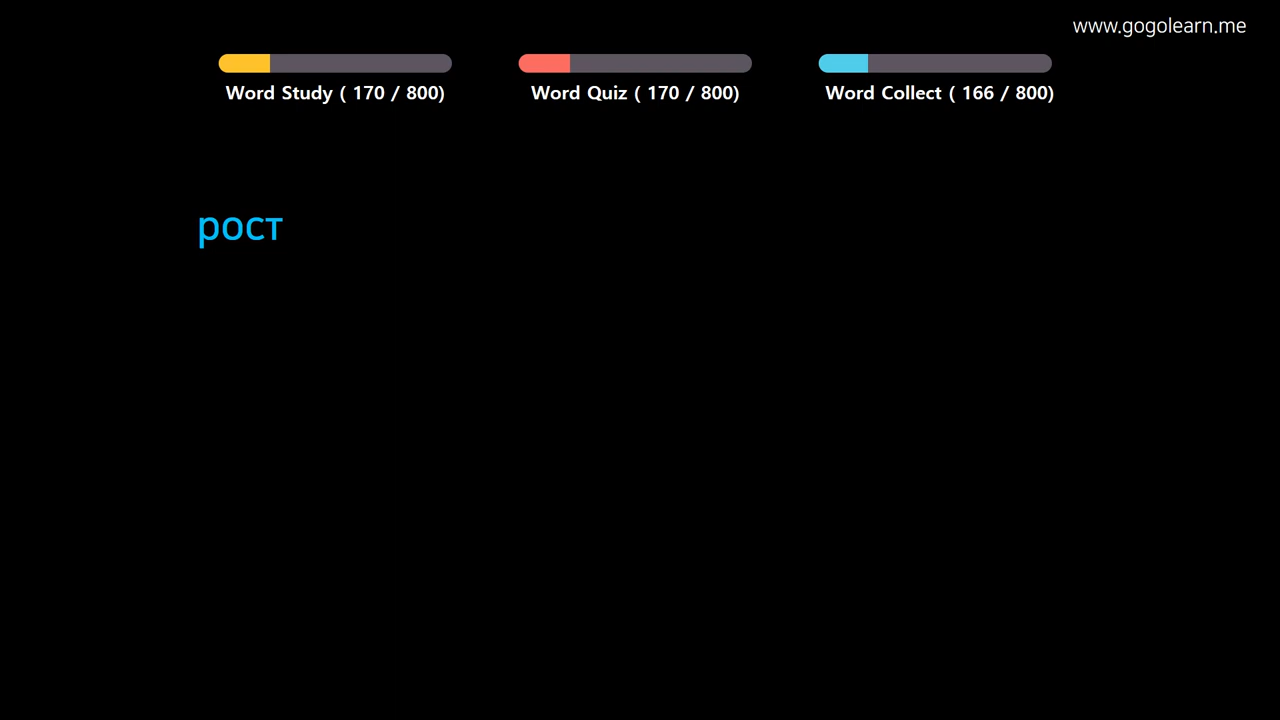 www.gogolearn.me
Word Study ( 170 / 800)
Word Quiz ( 170 / 800)
Word Collect ( 166 / 800)
рост